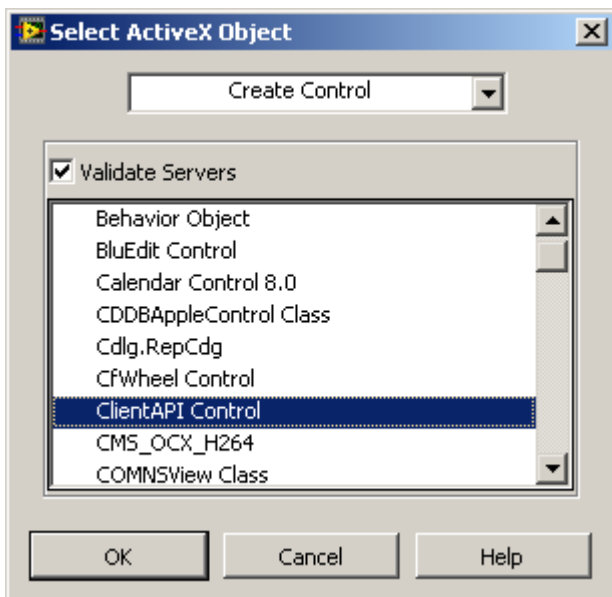 Select ActiveX Object
Create Control
Validate Servers
Behavior Object
BluEdit Control
Calendar Control 8.0
CDDBAppleControl Class
Cdlg.RepCdg
CfWheel Control
ClientAPI Control
CMS_OCX_H264
COMNSView Class
OK Cancel Help